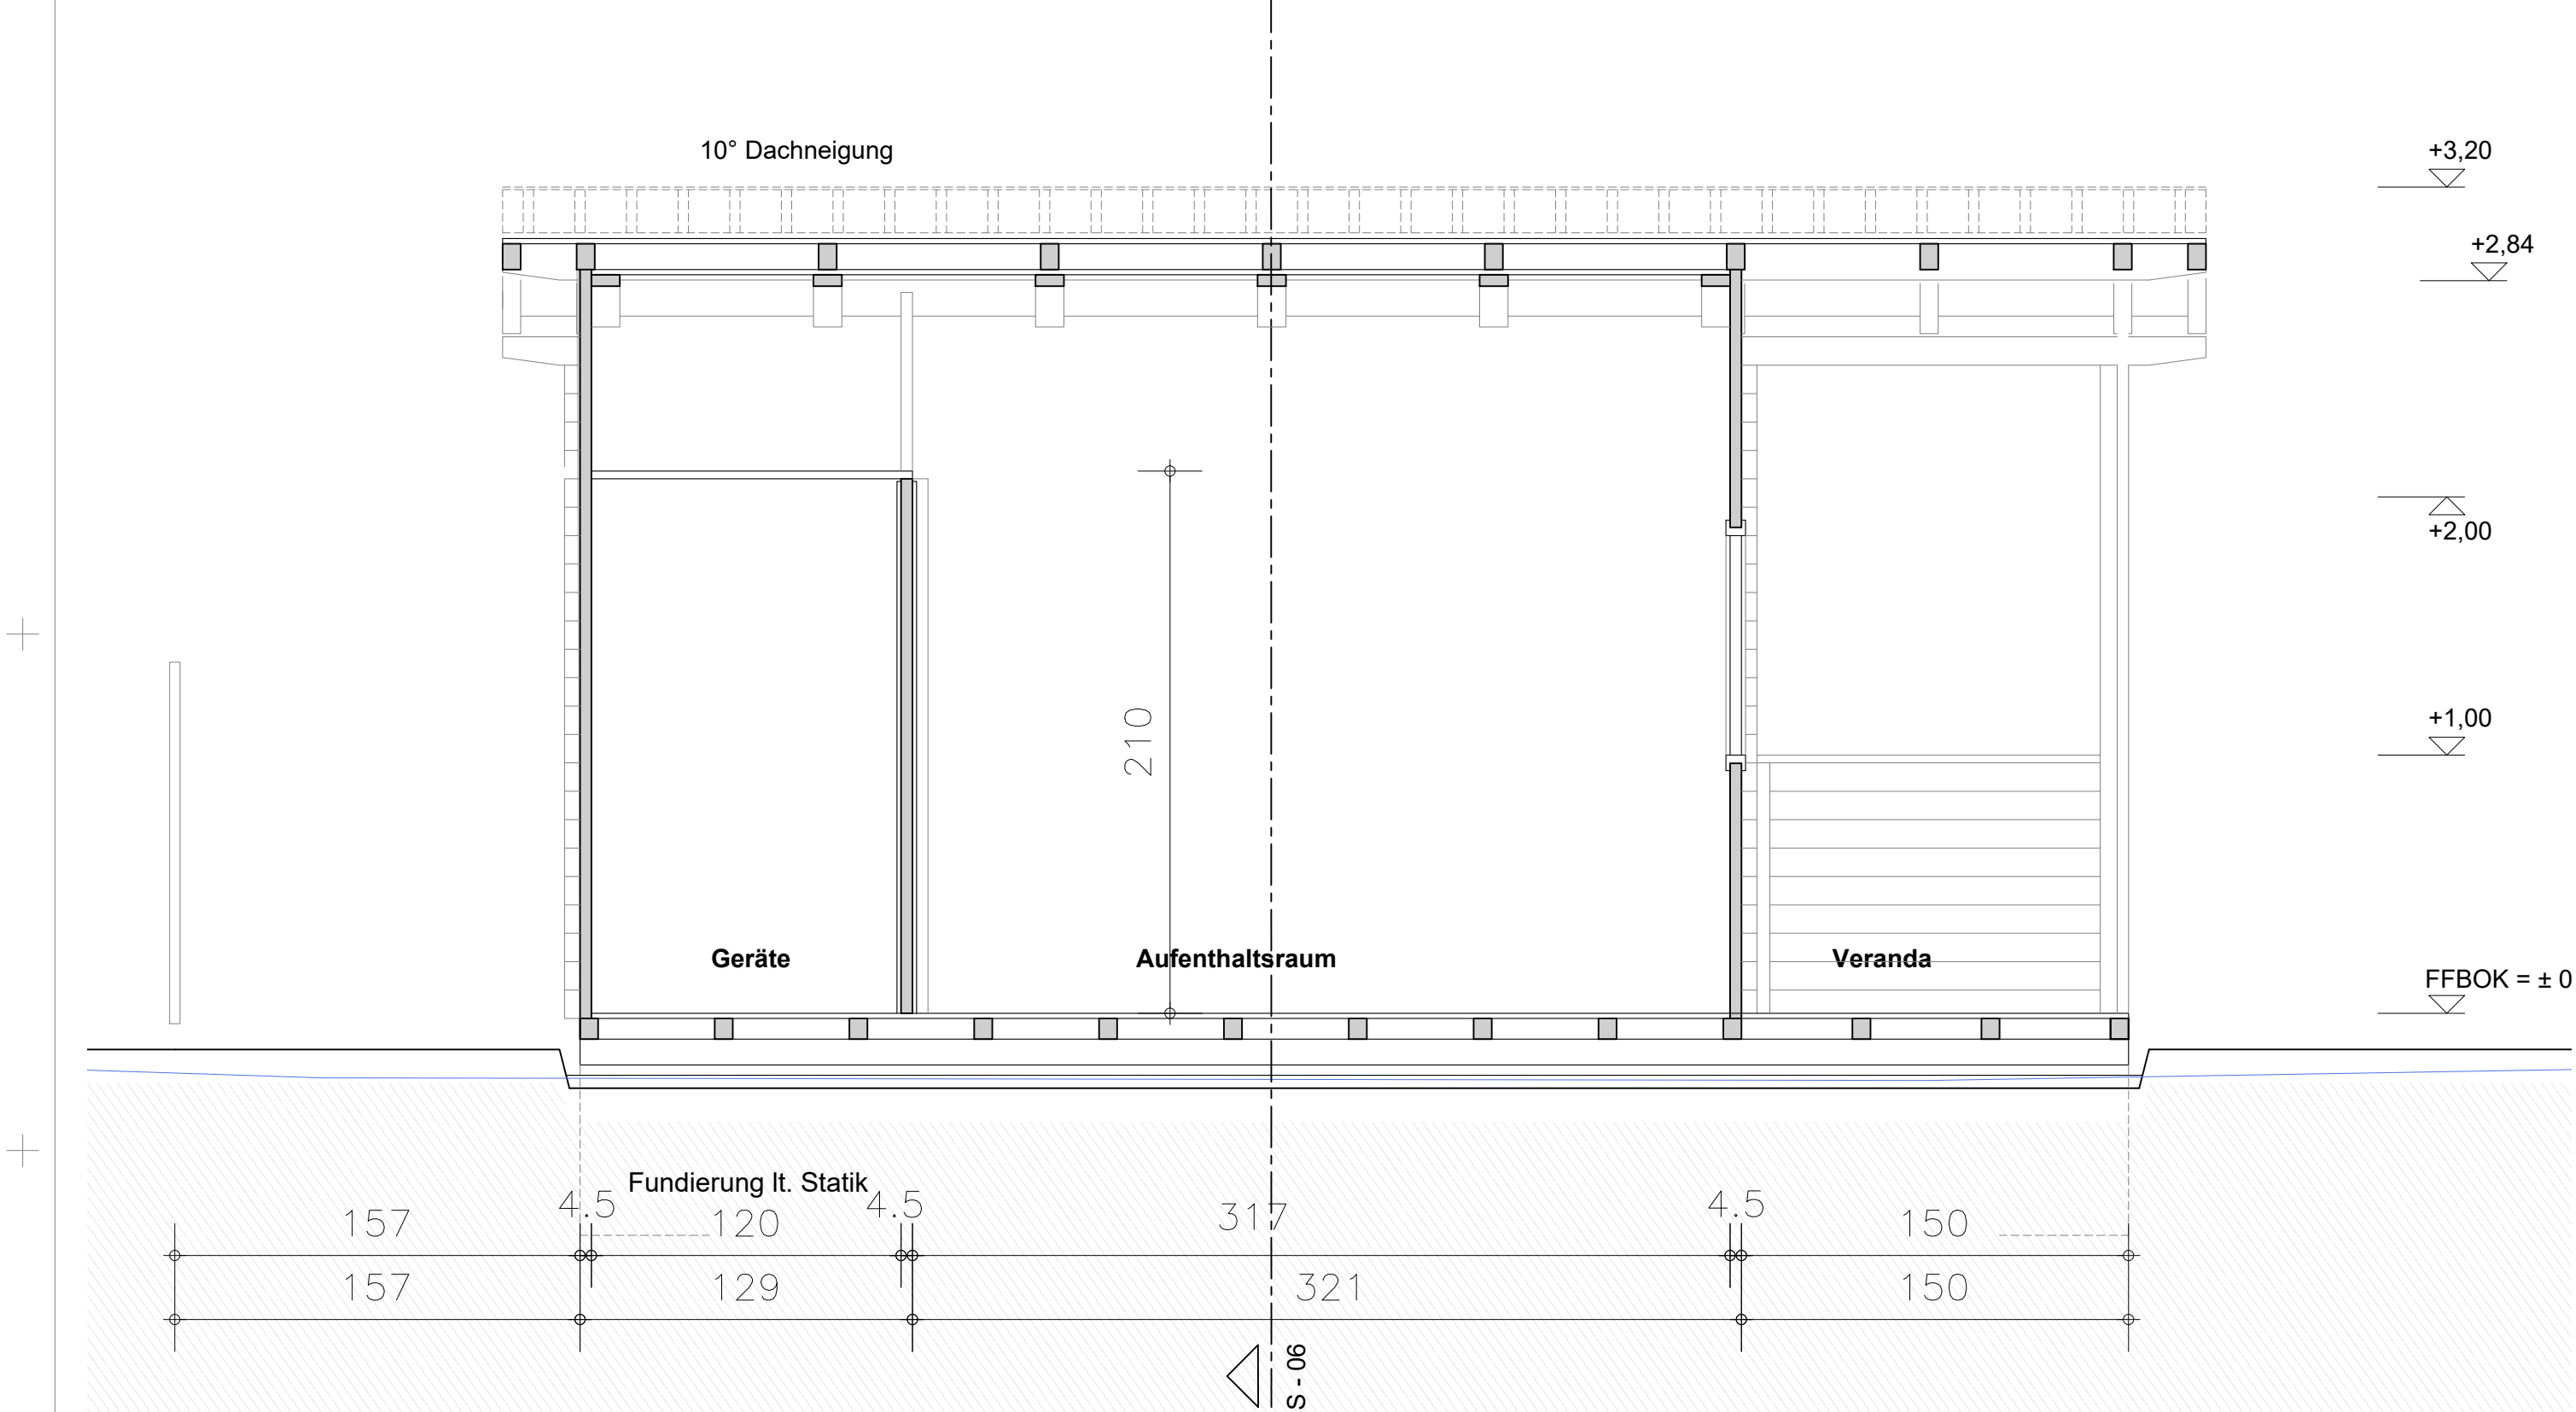 10° Dachneigung
+3,20
+2,84
+2,00
210
+1,00
Geräte
Aufenthaltsraum
Veranda
FFBOK = ± 0
Fundierung lt. Statik
157
4.5
120
4.5
317
4.5
150
157
129
321
150
S - 06